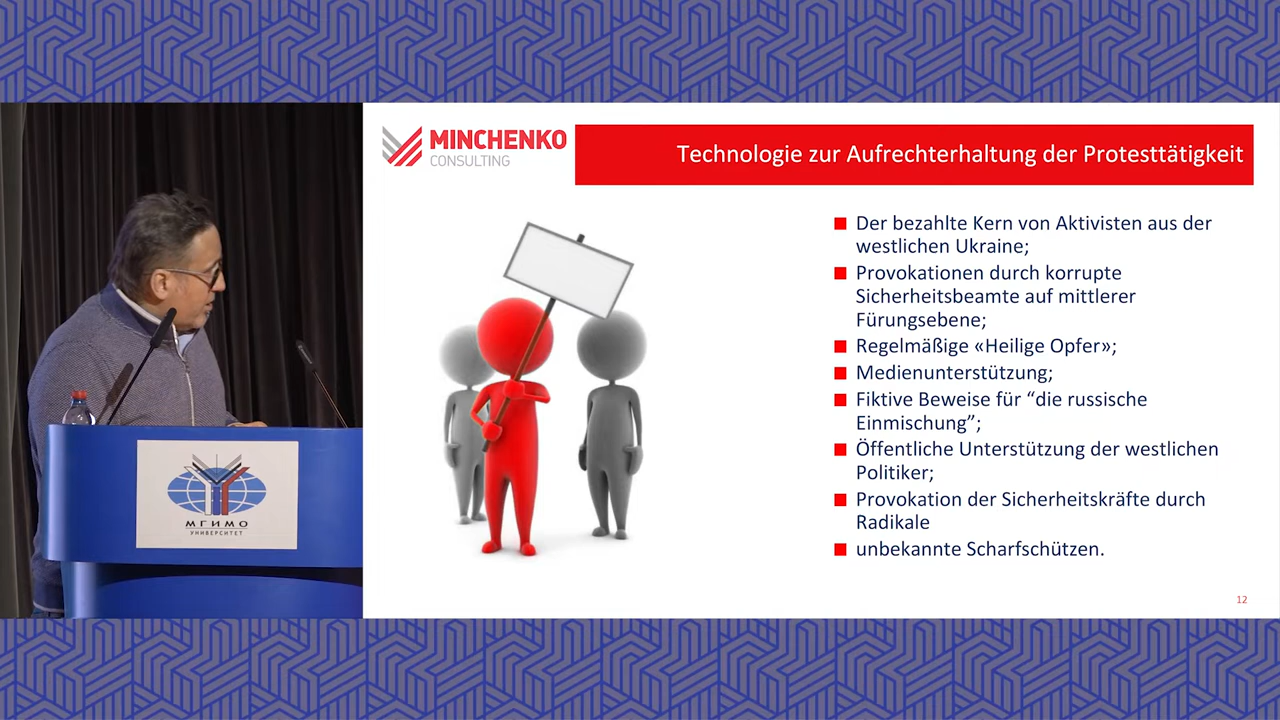 MINCHENKO
CONSULTING
Technologie zur Aufrechterhaltung der Protesttätigkeit
Der bezahlte Kern von Aktivisten aus der
westlichen Ukraine;
Provokationen durch korrupte
Sicherheitsbeamte auf mittlerer
Fürungsebene;
Regelmäßige «Heilige Opfer»;
Medienunterstützung;
Fiktive Beweise für “die russische
Einmischung”;
Öffentliche Unterstützung der westlichen
Politiker;
Provokation der Sicherheitskräfte durch
Radikale
unbekannte Scharfschützen.
12
МГИМО
УНИВЕРСИТЕТ